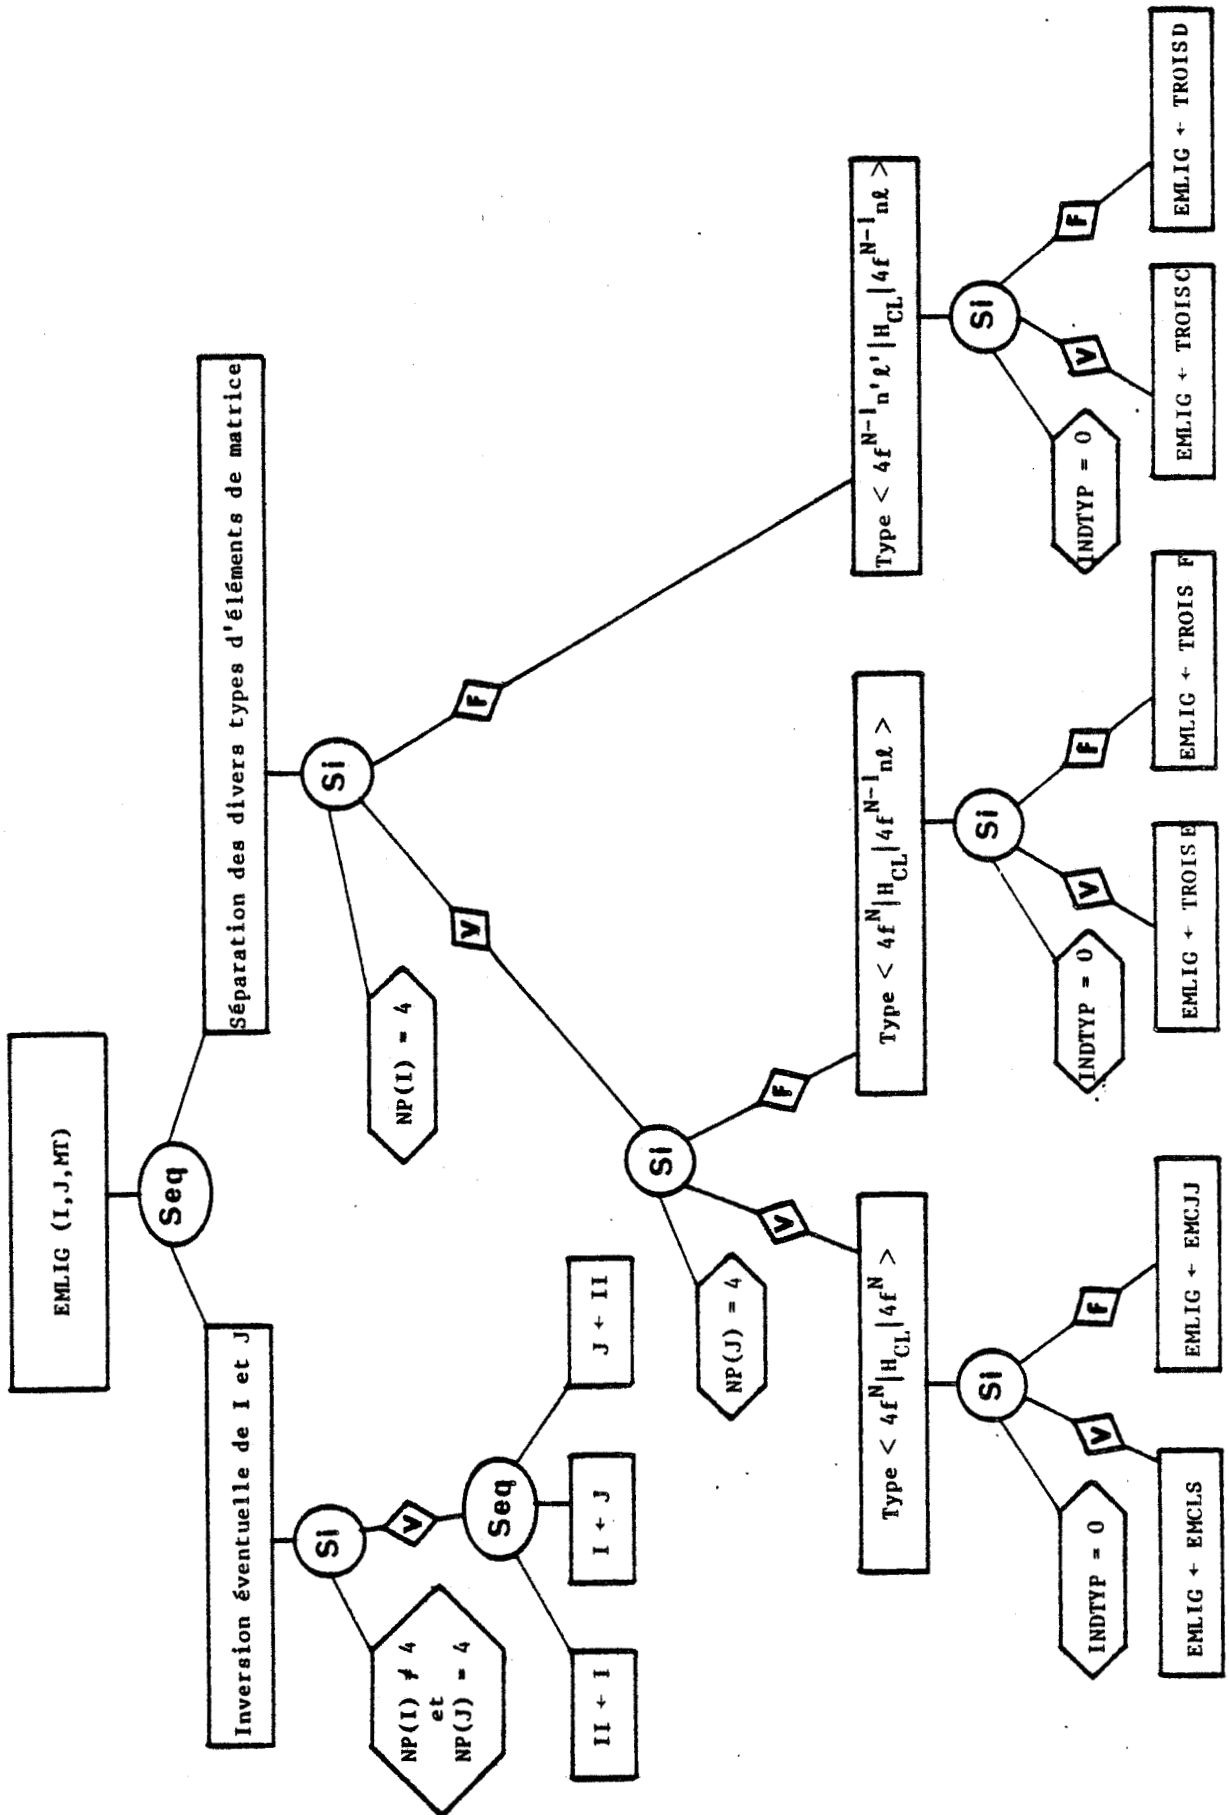 EMLIG (I,J,MT)
Seq
Inversion éventuelle de I et J
Séparation des divers types d'éléments de matrice
Si
NP(I) ≠ 4
et
NP(J) = 4
V
Seq
II ← I
I ← J
J ← II
Si
NP(I) = 4
V
F
Si
NP(J) = 4
V
F
Type < 4f^N|H_CL|4f^N >
Type < 4f^N|H_CL|4f^N-1 nℓ >
Type < 4f^N-1 n'ℓ'|H_CL|4f^N-1 nℓ >
Si
INDTYP = 0
V
F
EMLIG ← EMCLS
EMLIG ← EMCJJ
Si
INDTYP = 0
V
F
EMLIG ← TROISE
EMLIG ← TROIS F
Si
INDTYP = 0
V
F
EMLIG ← TROISC
EMLIG ← TROISD